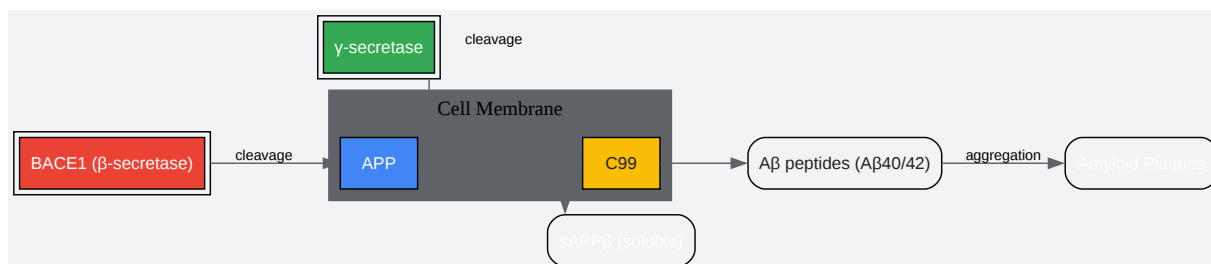 γ-secretase
cleavage
Cell Membrane
BACE1 (β-secretase)
cleavage
APP
C99
Aβ peptides (Aβ40/42)
aggregation
Amyloid Plaques
sAPPβ (soluble)